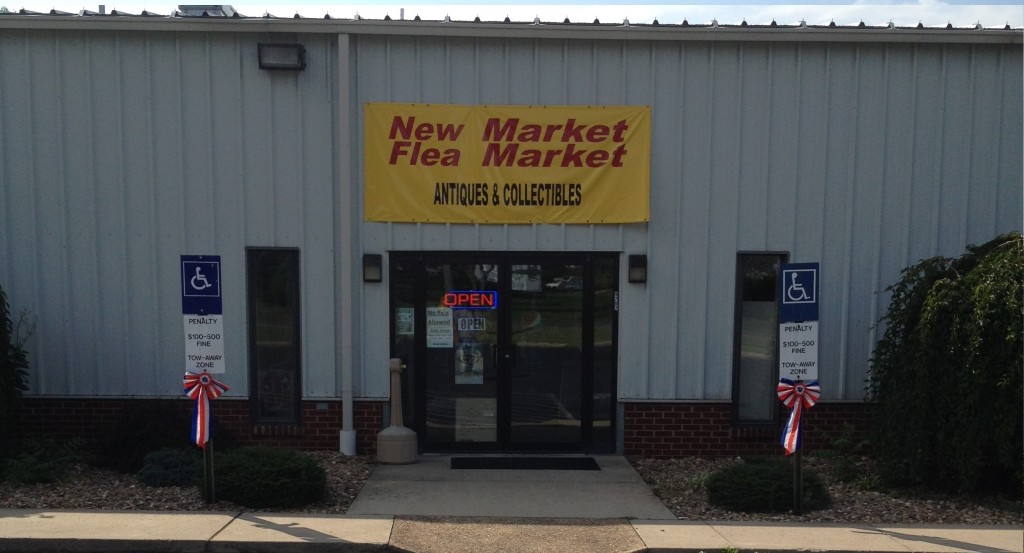 New Market
Flea Market
ANTIQUES & COLLECTIBLES
OPEN
OPEN
PENALTY
$100-500
FINE
TOW-AWAY
ZONE
PENALTY
$100-500
FINE
TOW-AWAY
ZONE